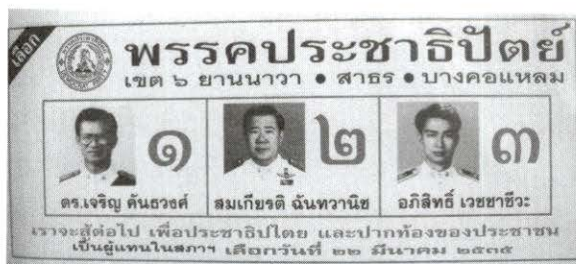 เลือก
พรรคประชาธิปัตย์
เขต ๖ ยานนาวา • สาธร • บางคอแหลม
๑ ๒ ๓
ดร.เจริญ คันธวงศ์ สมเกียรติ ฉันทวานิช อภิสิทธิ์ เวชชาชีวะ
เราจะสู้ต่อไป เพื่อประชาธิปไตย และปากท้องของประชาชน
เป็นผู้แทนในสภาฯ เลือกวันที่ ๒๒ มีนาคม ๒๕๓๕